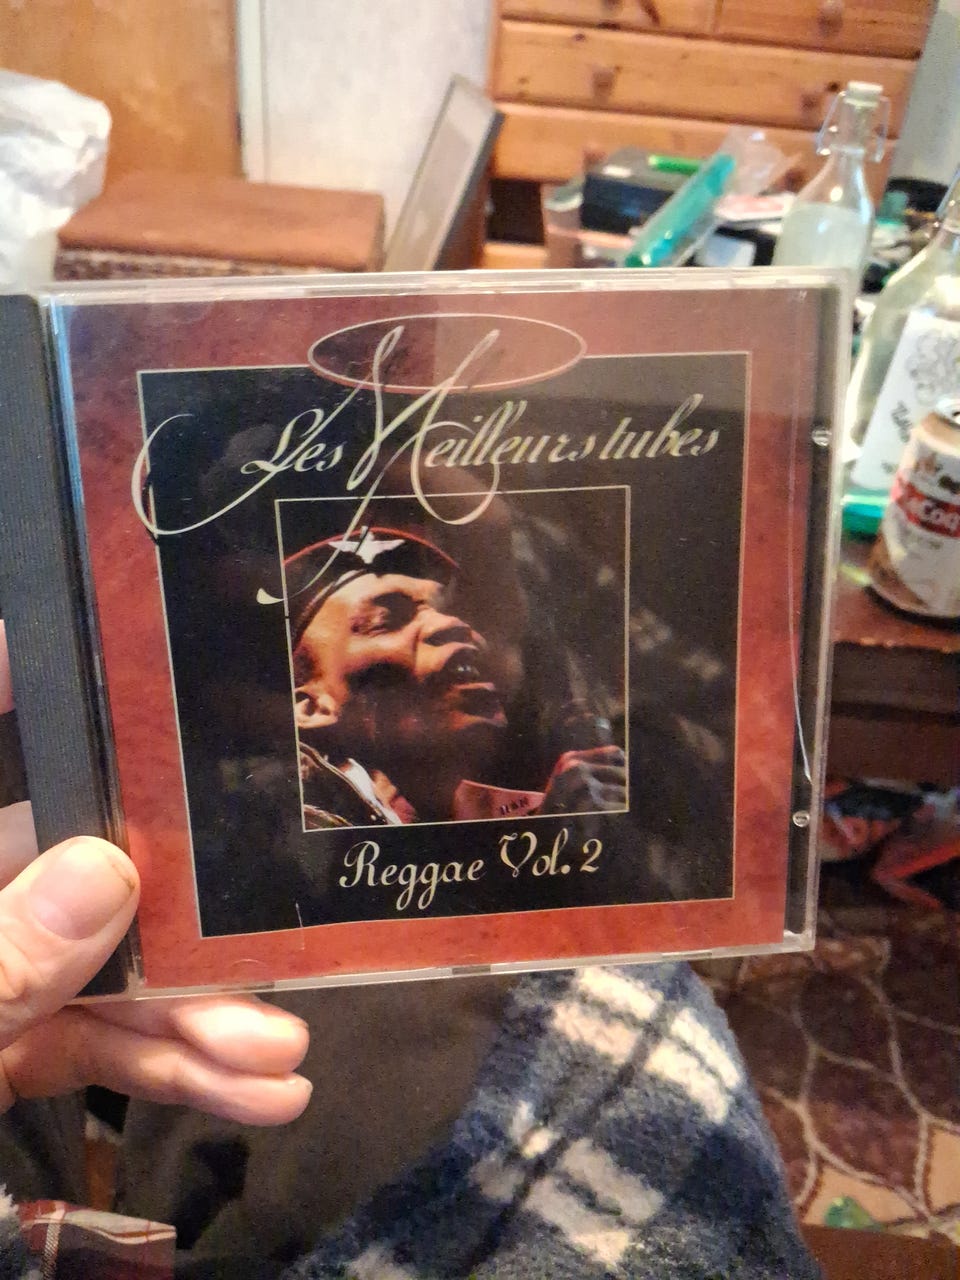 Les Meilleurs tubes
Reggae Vol. 2